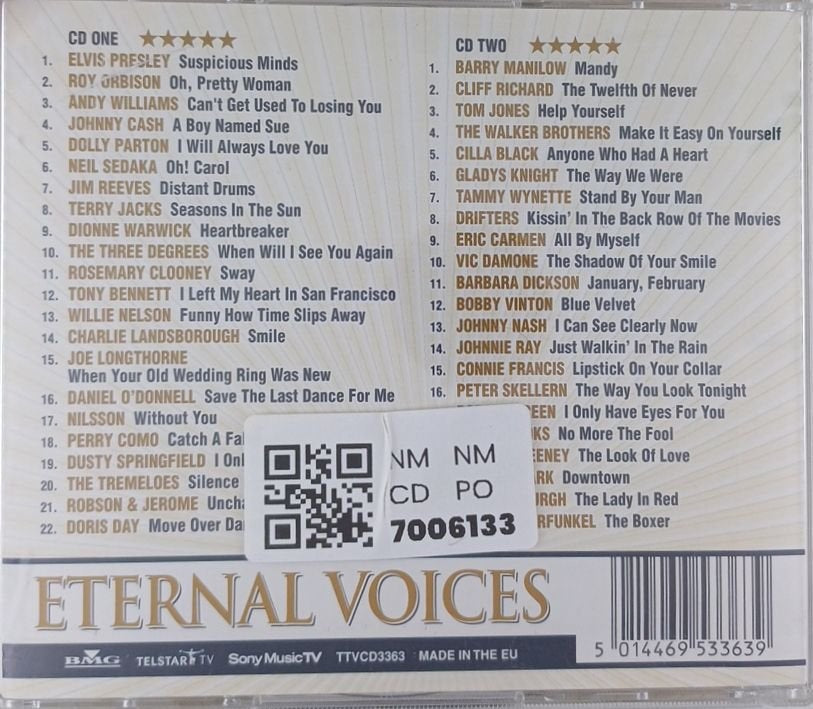 CD ONE ★★★★★
1. ELVIS PRESLEY Suspicious Minds
2. ROY ORBISON Oh, Pretty Woman
3. ANDY WILLIAMS Can't Get Used To Losing You
4. JOHNNY CASH A Boy Named Sue
5. DOLLY PARTON I Will Always Love You
6. NEIL SEDAKA Oh! Carol
7. JIM REEVES Distant Drums
8. TERRY JACKS Seasons In The Sun
9. DIONNE WARWICK Heartbreaker
10. THE THREE DEGREES When Will I See You Again
11. ROSEMARY CLOONEY Sway
12. TONY BENNETT I Left My Heart In San Francisco
13. WILLIE NELSON Funny How Time Slips Away
14. CHARLIE LANDSBOROUGH Smile
15. JOE LONGTHORNE
When Your Old Wedding Ring Was New
16. DANIEL O'DONNELL Save The Last Dance For Me
17. NILSSON Without You
18. PERRY COMO Catch A
19. DUSTY SPRINGFIELD I
20. THE TREMELOES Silence
21. ROBSON & JEROME
22. DORIS DAY Move Over
CD TWO ★★★★★
1. BARRY MANILOW Mandy
2. CLIFF RICHARD The Twelfth Of Never
3. TOM JONES Help Yourself
4. THE WALKER BROTHERS Make It Easy On Yourself
5. CILLA BLACK Anyone Who Had A Heart
6. GLADYS KNIGHT The Way We Were
7. TAMMY WYNETTE Stand By Your Man
8. DRIFTERS Kissin' In The Back Row Of The Movies
9. ERIC CARMEN All By Myself
10. VIC DAMONE The Shadow Of Your Smile
11. BARBARA DICKSON January, February
12. BOBBY VINTON Blue Velvet
13. JOHNNY NASH I Can See Clearly Now
14. JOHNNIE RAY Just Walkin' In The Rain
15. CONNIE FRANCIS Lipstick On Your Collar
16. PETER SKELLERN The Way You Look Tonight
I Only Have Eyes For You
No More The Fool
The Look Of Love
Downtown
The Lady In Red
The Boxer
NM NM
CD PO
7006133
ETERNAL VOICES
BMG TELSTAR TV Sony Music TV TTVCD3363 MADE IN THE EU
5 014469 533639